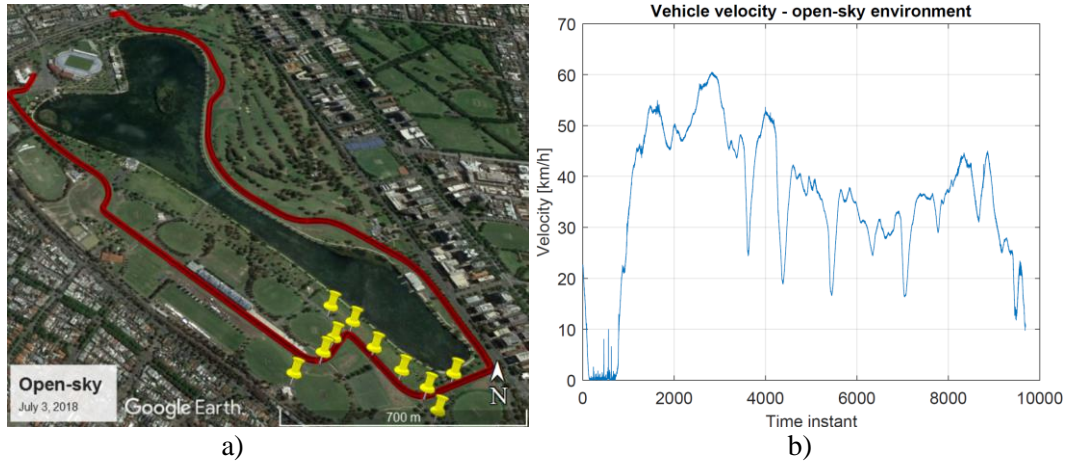 Open-sky
July 3, 2018
Google Earth
700 m
N
a)
Vehicle velocity - open-sky environment
Velocity [km/h]
70
60
50
40
30
20
10
0
0 2000 4000 6000 8000 10000
Time instant
b)